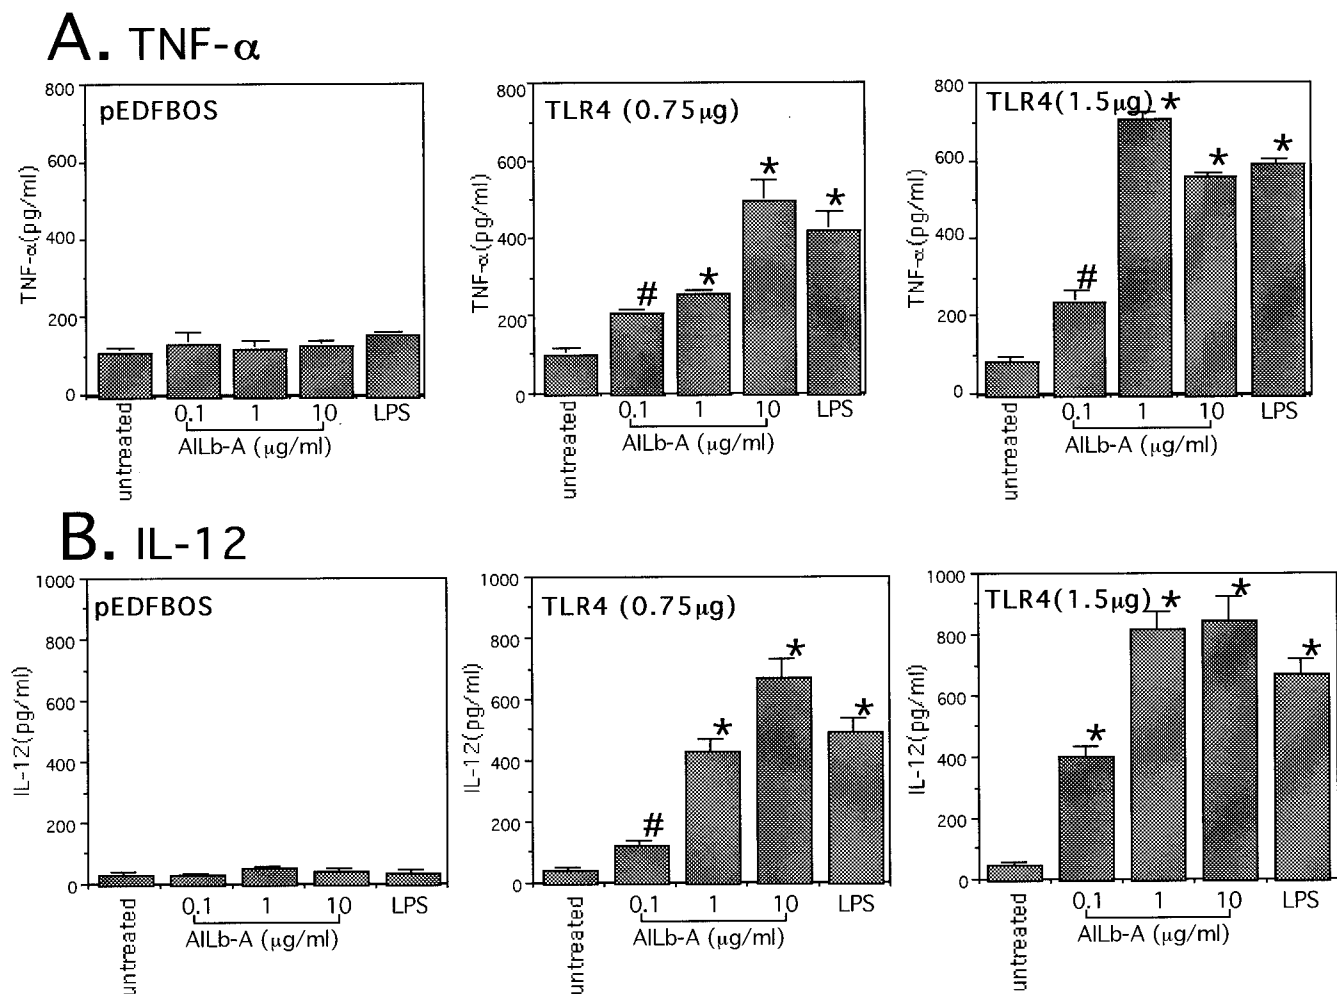 A. TNF-α
pEDFBOS
TNF-α(pg/ml)
800
600
400
200
0
untreated
0.1 1 10 LPS
AILb-A (μg/ml)
TLR4 (0.75μg)
TNF-α(pg/ml)
800
600
400
200
0
# * * *
untreated
0.1 1 10 LPS
AILb-A (μg/ml)
TLR4(1.5μg) *
TNF-α(pg/ml)
800
600
400
200
0
# * *
untreated
0.1 1 10 LPS
AILb-A (μg/ml)
B. IL-12
pEDFBOS
IL-12(pg/ml)
1000
800
600
400
200
0
untreated
0.1 1 10 LPS
AILb-A (μg/ml)
TLR4 (0.75μg)
IL-12(pg/ml)
1000
800
600
400
200
0
# * * *
untreated
0.1 1 10 LPS
AILb-A (μg/ml)
TLR4(1.5μg) *
IL-12(pg/ml)
1000
800
600
400
200
0
* * *
untreated
0.1 1 10 LPS
AILb-A (μg/ml)